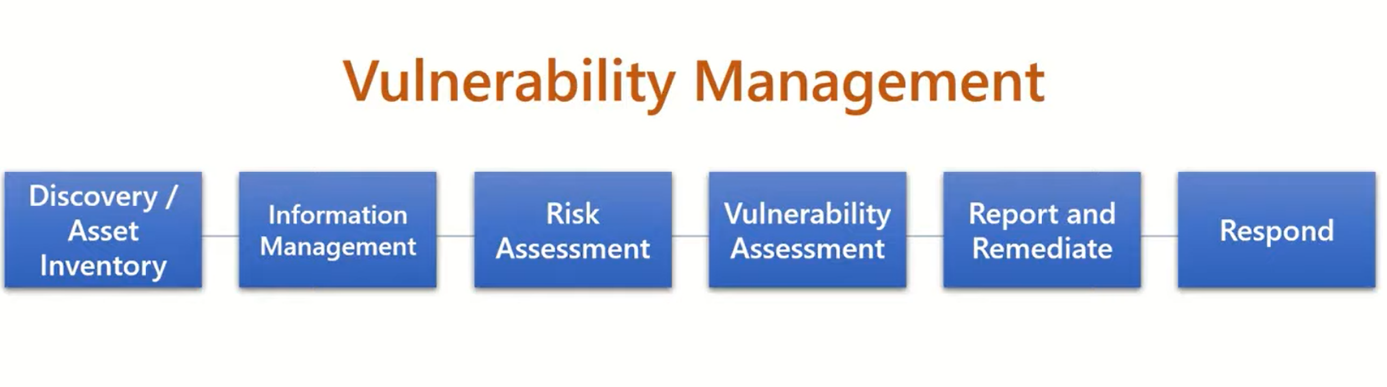 Vulnerability Management
Discovery /
Asset
Inventory
Information
Management
Risk
Assessment
Vulnerability
Assessment
Report and
Remediate
Respond